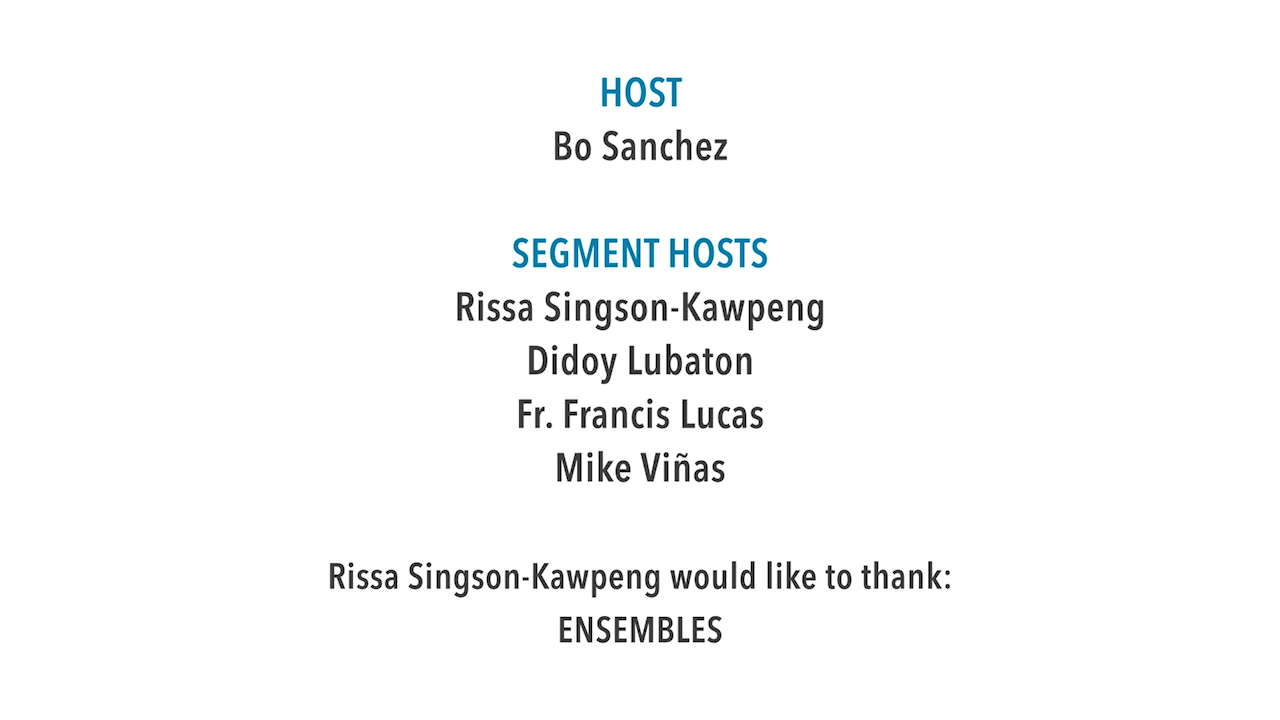 HOST
Bo Sanchez
SEGMENT HOSTS
Rissa Singson-Kawpeng
Didoy Lubaton
Fr. Francis Lucas
Mike Viñas
Rissa Singson-Kawpeng would like to thank:
ENSEMBLES